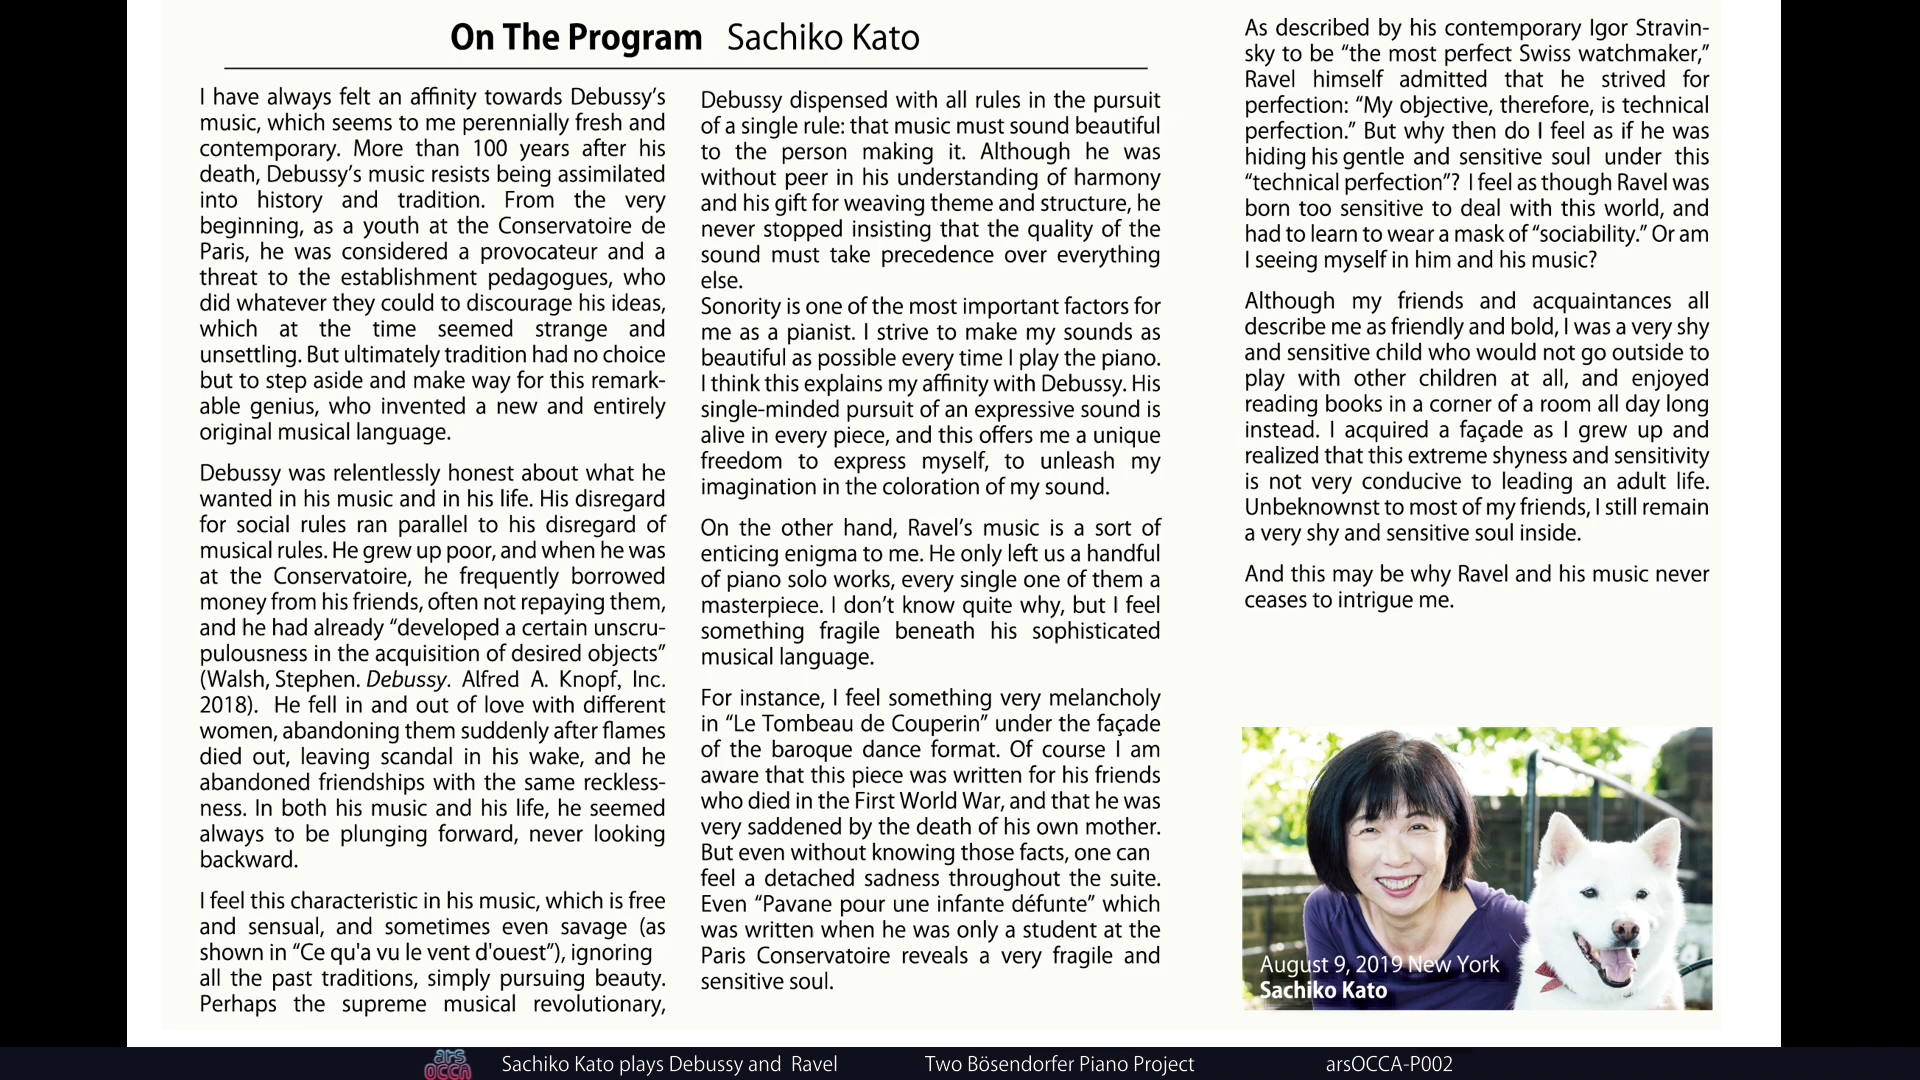 On The Program Sachiko Kato
I have always felt an affinity towards Debussy’s
music, which seems to me perennially fresh and
contemporary. More than 100 years after his
death, Debussy’s music resists being assimilated
into history and tradition. From the very
beginning, as a youth at the Conservatoire de
Paris, he was considered a provocateur and a
threat to the establishment pedagogues, who
did whatever they could to discourage his ideas,
which at the time seemed strange and
unsettling. But ultimately tradition had no choice
but to step aside and make way for this remark-
able genius, who invented a new and entirely
original musical language.
Debussy was relentlessly honest about what he
wanted in his music and in his life. His disregard
for social rules ran parallel to his disregard of
musical rules. He grew up poor, and when he was
at the Conservatoire, he frequently borrowed
money from his friends, often not repaying them,
and he had already “developed a certain unscru-
pulousness in the acquisition of desired objects”
(Walsh, Stephen. Debussy. Alfred A. Knopf, Inc.
2018). He fell in and out of love with different
women, abandoning them suddenly after flames
died out, leaving scandal in his wake, and he
abandoned friendships with the same reckless-
ness. In both his music and his life, he seemed
always to be plunging forward, never looking
backward.
I feel this characteristic in his music, which is free
and sensual, and sometimes even savage (as
shown in “Ce qu'a vu le vent d'ouest”), ignoring
all the past traditions, simply pursuing beauty.
Perhaps the supreme musical revolutionary,
Debussy dispensed with all rules in the pursuit
of a single rule: that music must sound beautiful
to the person making it. Although he was
without peer in his understanding of harmony
and his gift for weaving theme and structure, he
never stopped insisting that the quality of the
sound must take precedence over everything
else.
Sonority is one of the most important factors for
me as a pianist. I strive to make my sounds as
beautiful as possible every time I play the piano.
I think this explains my affinity with Debussy. His
single-minded pursuit of an expressive sound is
alive in every piece, and this offers me a unique
freedom to express myself, to unleash my
imagination in the coloration of my sound.
On the other hand, Ravel’s music is a sort of
enticing enigma to me. He only left us a handful
of piano solo works, every single one of them a
masterpiece. I don’t know quite why, but I feel
something fragile beneath his sophisticated
musical language.
For instance, I feel something very melancholy
in “Le Tombeau de Couperin” under the façade
of the baroque dance format. Of course I am
aware that this piece was written for his friends
who died in the First World War, and that he was
very saddened by the death of his own mother.
But even without knowing those facts, one can
feel a detached sadness throughout the suite.
Even “Pavane pour une infante défunte” which
was written when he was only a student at the
Paris Conservatoire reveals a very fragile and
sensitive soul.
As described by his contemporary Igor Stravin-
sky to be “the most perfect Swiss watchmaker,”
Ravel himself admitted that he strived for
perfection: “My objective, therefore, is technical
perfection.” But why then do I feel as if he was
hiding his gentle and sensitive soul under this
“technical perfection”? I feel as though Ravel was
born too sensitive to deal with this world, and
had to learn to wear a mask of “sociability.” Or am
I seeing myself in him and his music?
Although my friends and acquaintances all
describe me as friendly and bold, I was a very shy
and sensitive child who would not go outside to
play with other children at all, and enjoyed
reading books in a corner of a room all day long
instead. I acquired a façade as I grew up and
realized that this extreme shyness and sensitivity
is not very conducive to leading an adult life.
Unbeknownst to most of my friends, I still remain
a very shy and sensitive soul inside.
And this may be why Ravel and his music never
ceases to intrigue me.
August 9, 2019 New York
Sachiko Kato
ars
OCCA
Sachiko Kato plays Debussy and Ravel
Two Bösendorfer Piano Project
arsOCCA-P002